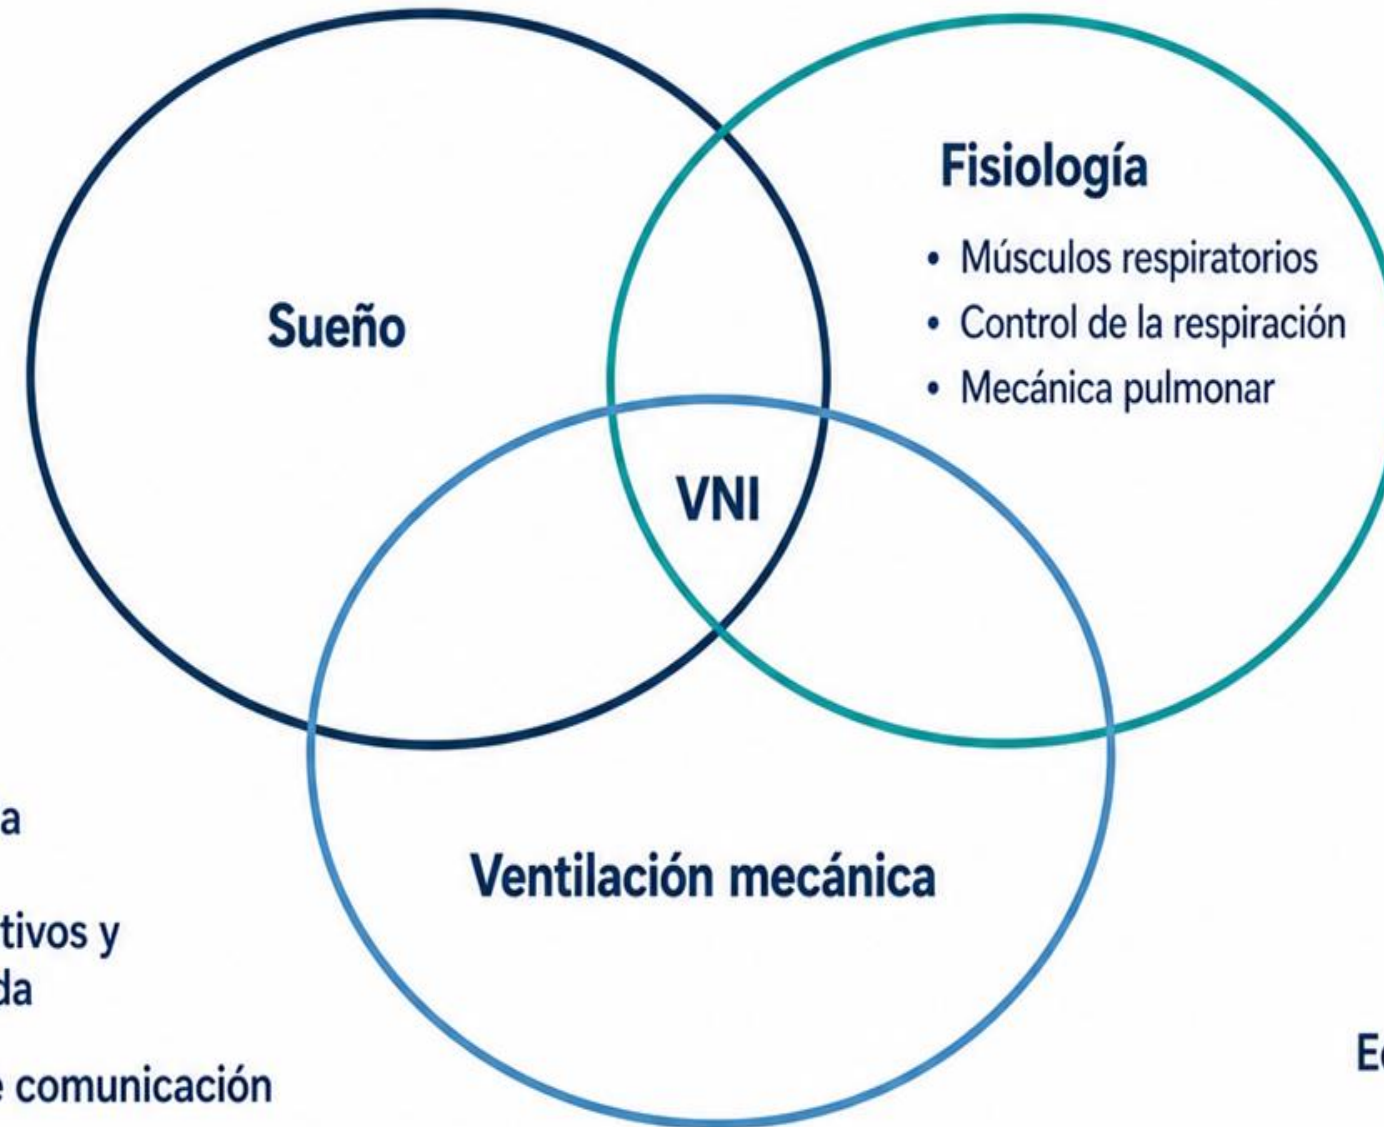 Fisiología
• Músculos respiratorios
• Control de la respiración
• Mecánica pulmonar
Sueño
VNI
Ventilación mecánica
a
tivos y
da
e comunicación